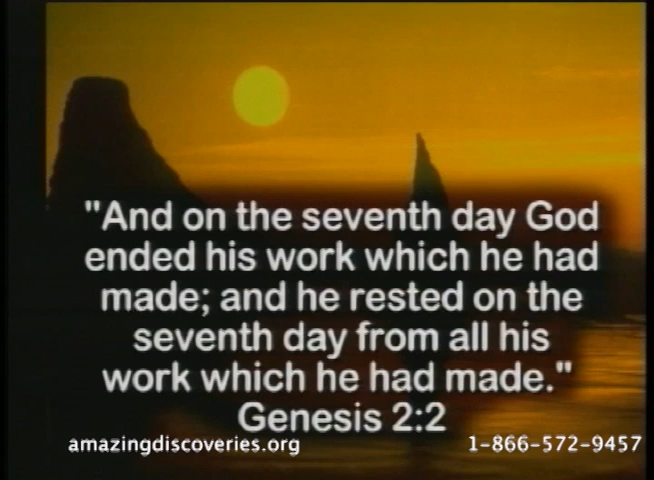 "And on the seventh day God
ended his work which he had
made; and he rested on the
seventh day from all his
work which he had made."
Genesis 2:2
amazingdiscoveries.org
1-866-572-9457